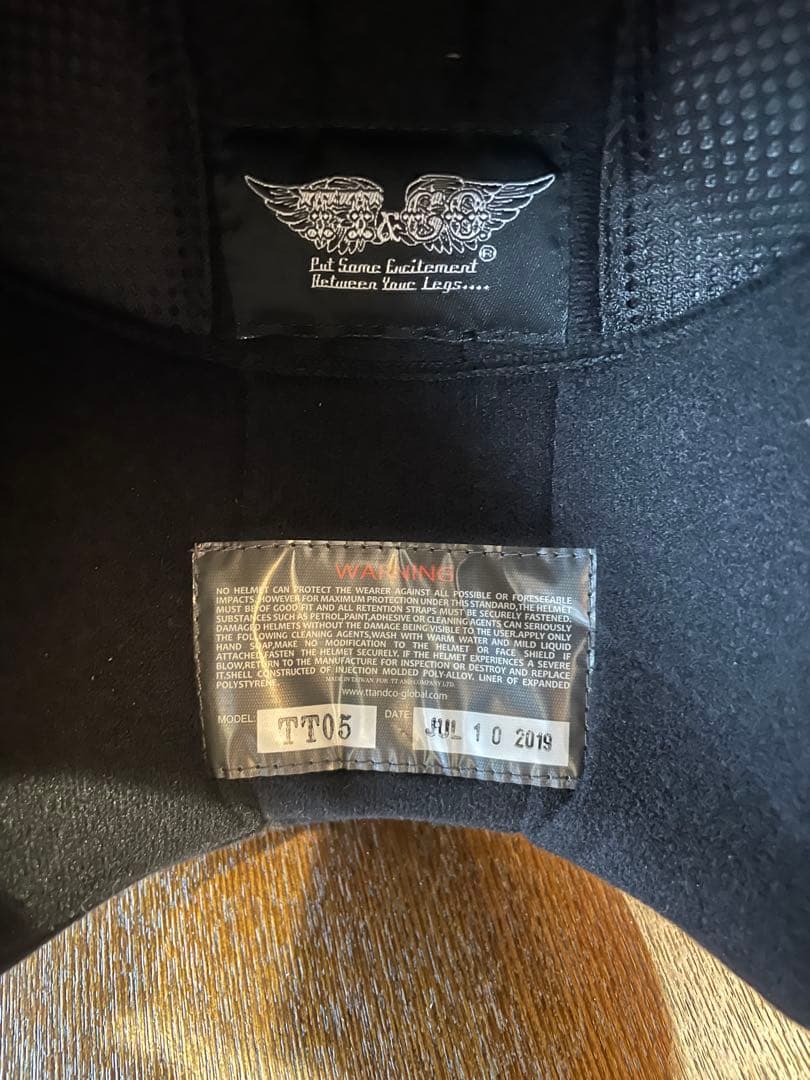 TT&CO
®
Put Some Excitement
Between Your Legs....
WARNING
NO HELMET CAN PROTECT THE WEARER AGAINST ALL POSSIBLE OR FORESEEABLE
IMPACTS.HOWEVER FOR MAXIMUM PROTECTION UNDER THIS STANDARD,THE HELMET
MUST BE OF GOOD FIT AND ALL RETENTION STRAPS MUST BE SECURELY FASTENED.
SUBSTANCES SUCH AS PETROL,PAINT,ADHESIVE OR CLEANING AGENTS CAN SERIOUSLY
DAMAGED HELMETS WITHOUT THE DAMAGE BEING VISIBLE TO THE USER.APPLY ONLY
THE FOLLOWING CLEANING AGENTS,WASH WITH WARM WATER AND MILD LIQUID
HAND SOAP,MAKE NO MODIFICATION TO THE HELMET OR FACE SHIELD IF
ATTACHED.FASTEN THE HELMET SECURELY. IF THE HELMET EXPERIENCES A SEVERE
BLOW,RETURN TO THE MANUFACTURE FOR INSPECTION OR DESTROY AND REPLACE
IT.SHELL CONSTRUCTED OF INJECTION MOLDED POLY-ALLOY. LINER OF EXPANDED
POLYSTYRENE.
MADE IN TAIWAN FOR TT AND COMPANY LTD.
www.ttandco-global.com
MODEL: TT05 DATE: JUL 10 2019